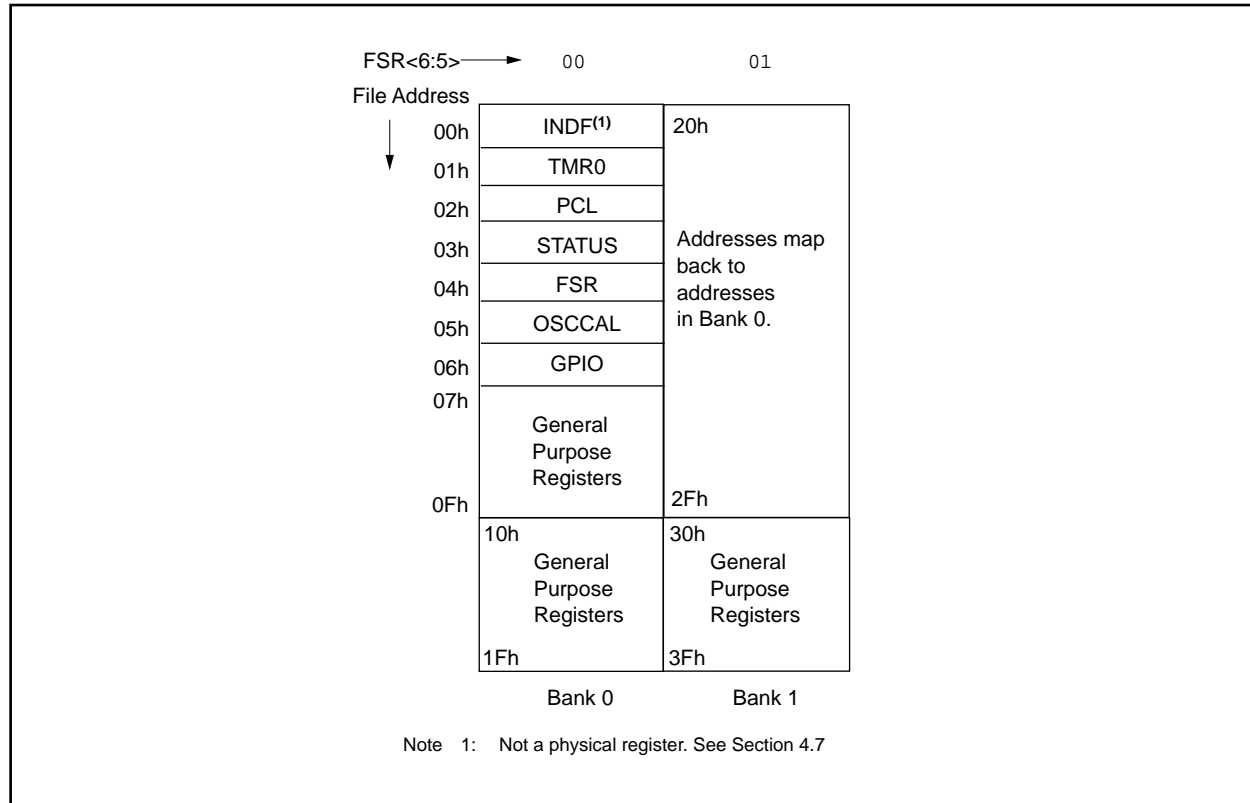 FSR<6:5> 00 01
File Address
00h INDF(1) 20h
01h TMR0
02h PCL
03h STATUS Addresses map
back to
04h FSR addresses
in Bank 0.
05h OSCCAL
06h GPIO
07h
General
Purpose
Registers
0Fh 2Fh
10h 30h
General General
Purpose Purpose
Registers Registers
1Fh 3Fh
Bank 0 Bank 1
Note 1: Not a physical register. See Section 4.7